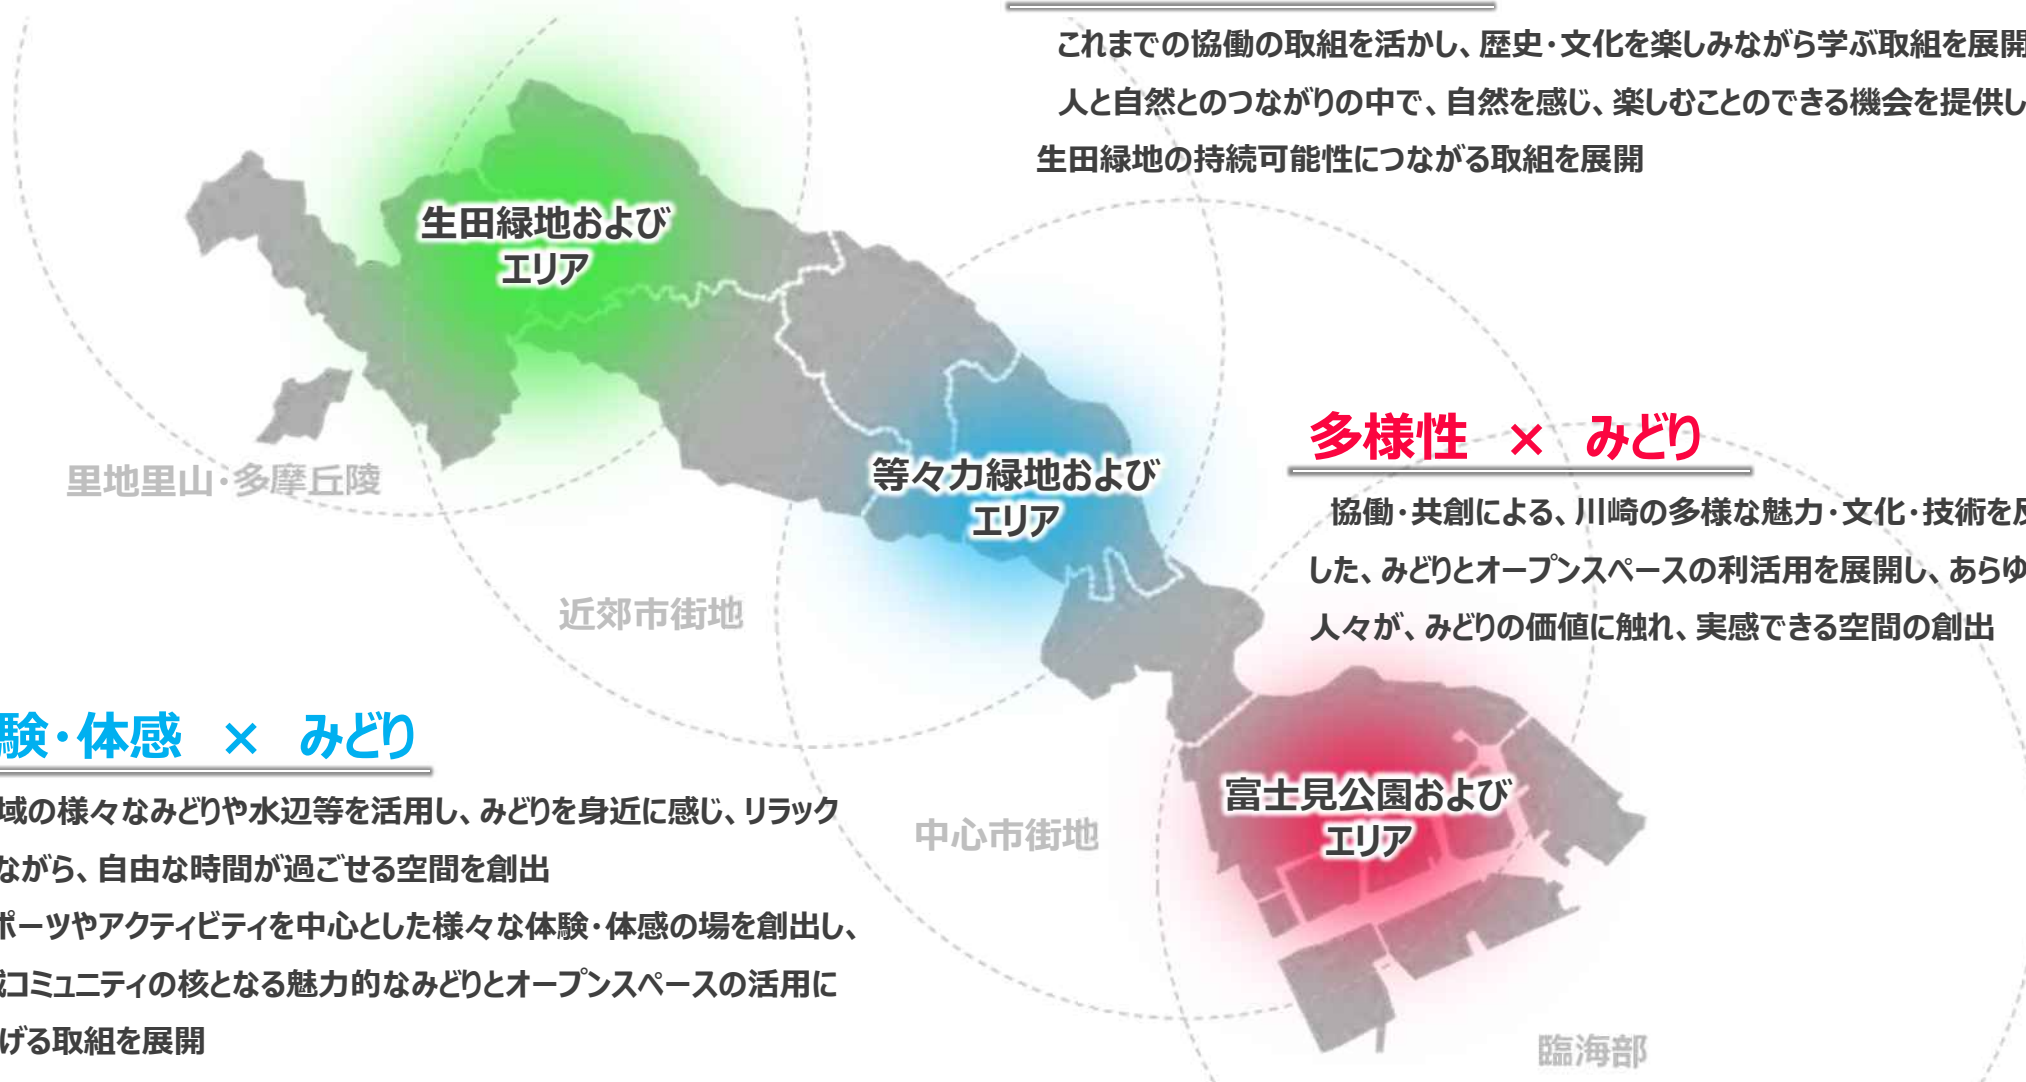 これまでの協働の取組を活かし、歴史・文化を楽しみながら学ぶ取組を展開
人と自然とのつながりの中で、自然を感じ、楽しむことのできる機会を提供し
生田緑地の持続可能性につながる取組を展開
生田緑地および
エリア
里地里山・多摩丘陵
等々力緑地および
エリア
多様性 × みどり
協働・共創による、川崎の多様な魅力・文化・技術を
した、みどりとオープンスペースの利活用を展開し、あらゆ
人々が、みどりの価値に触れ、実感できる空間の創出
近郊市街地
験・体感 × みどり
域の様々なみどりや水辺等を活用し、みどりを身近に感じ、リラック
ながら、自由な時間が過ごせる空間を創出
ポーツやアクティビティを中心とした様々な体験・体感の場を創出し、
コミュニティの核となる魅力的なみどりとオープンスペースの活用に
げる取組を展開
中心市街地
富士見公園および
エリア
臨海部